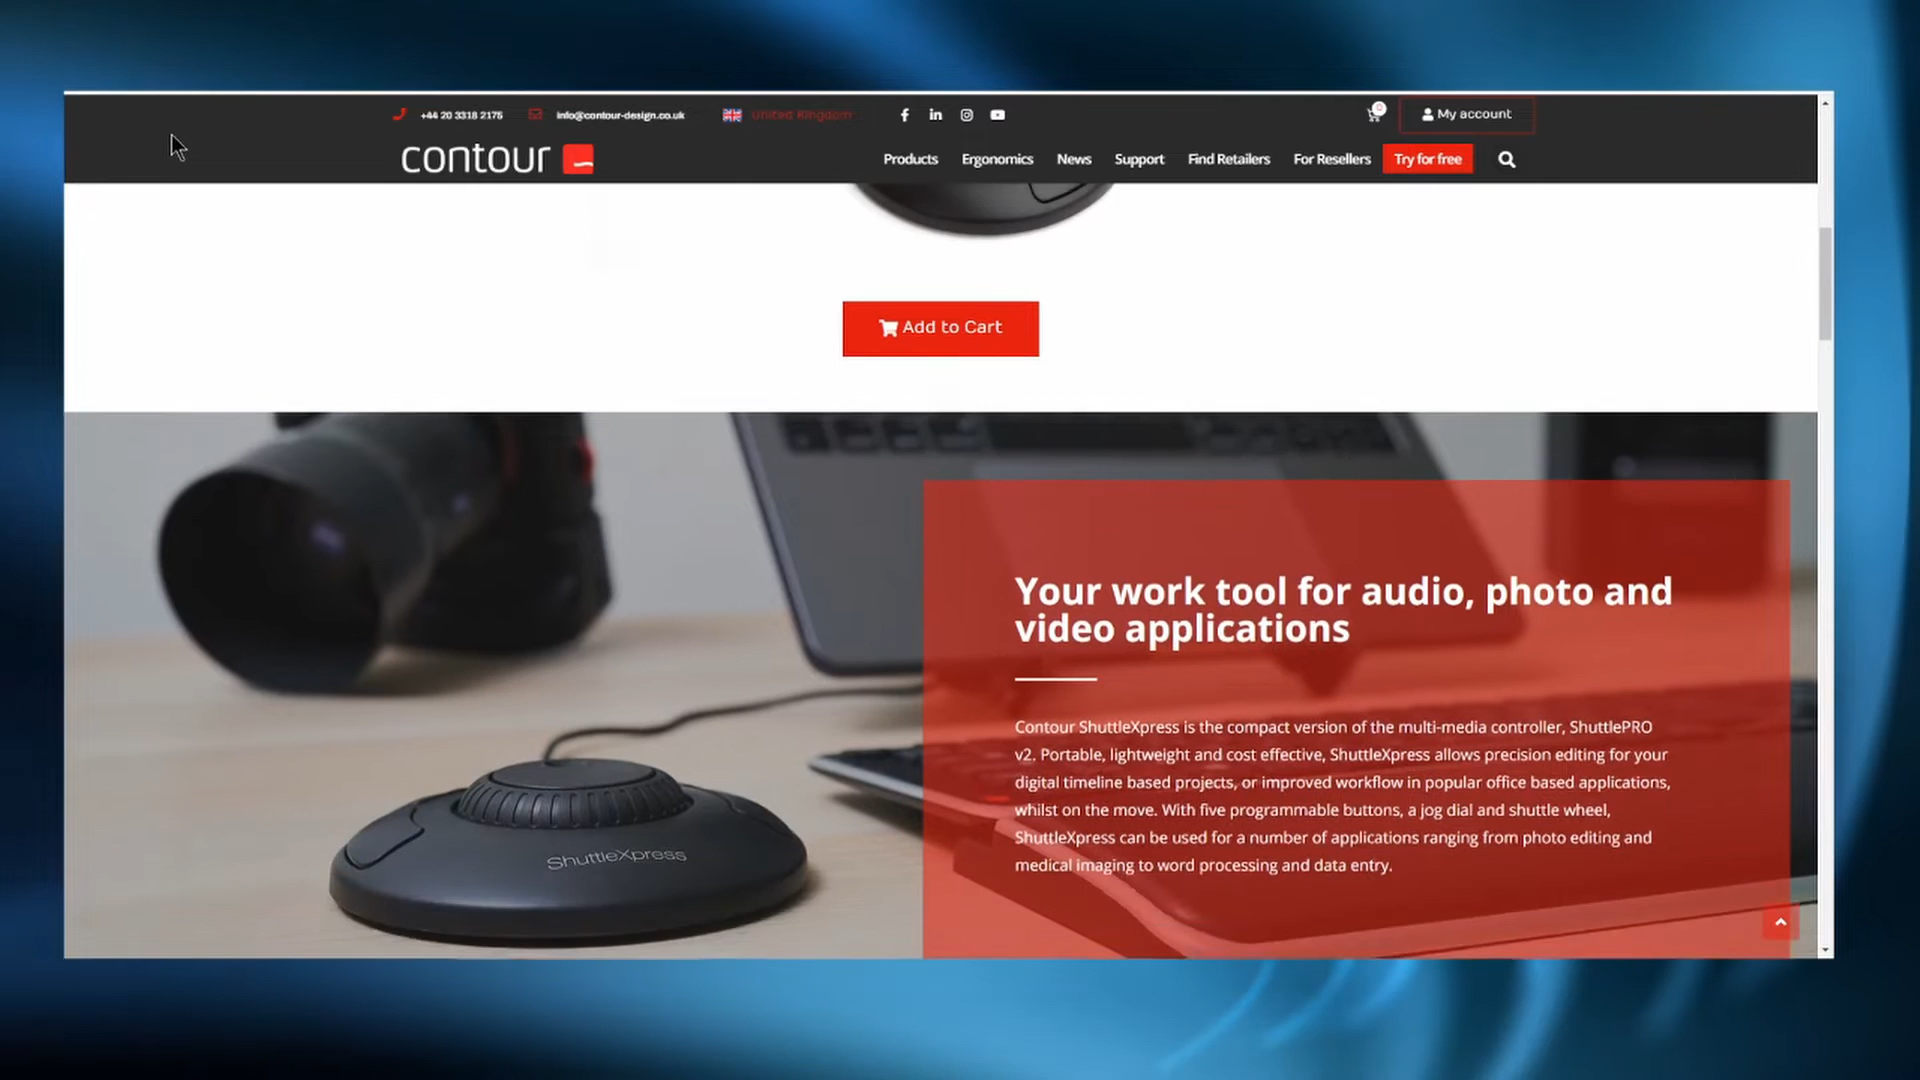 +44 20 3318 2175 info@contour-design.co.uk United Kingdom 0 My account
contour Products Ergonomics News Support Find Retailers For Resellers Try for free
Add to Cart
Your work tool for audio, photo and
video applications
Contour ShuttleXpress is the compact version of the multi-media controller, ShuttlePRO
v2. Portable, lightweight and cost effective, ShuttleXpress allows precision editing for your
digital timeline based projects, or improved workflow in popular office based applications,
whilst on the move. With five programmable buttons, a jog dial and shuttle wheel,
ShuttleXpress can be used for a number of applications ranging from photo editing and
medical imaging to word processing and data entry.
ShuttleXpress